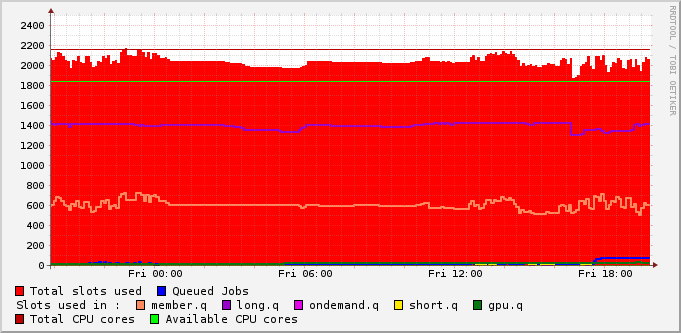 RRDTOOL / TOBI OETIKER
2400
2200
2000
1800
1600
1400
1200
1000
800
600
400
200
0
Fri 00:00 Fri 06:00 Fri 12:00 Fri 18:00
Total slots used Queued Jobs
Slots used in : member.q long.q ondemand.q short.q gpu.q
Total CPU cores Available CPU cores